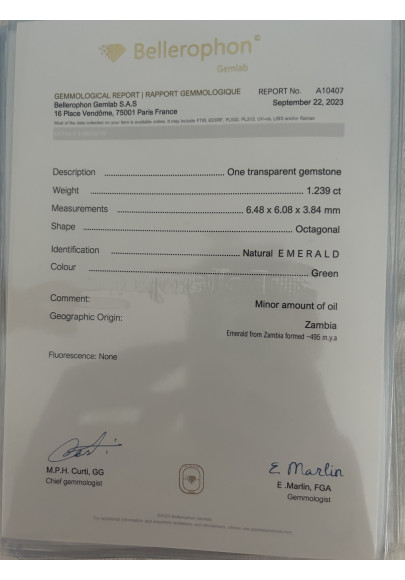 Bellerophon©
Gemlab
GEMMOLOGICAL REPORT | RAPPORT GEMMOLOGIQUE
REPORT No. A10407
Bellerophon Gemlab S.A.S
September 22, 2023
16 Place Vendôme, 75001 Paris France
Description One transparent gemstone
Weight 1.239 ct
Measurements 6.48 x 6.08 x 3.84 mm
Shape Octagonal
Identification Natural EMERALD
Colour Green
Comment: Minor amount of oil
Geographic Origin: Zambia
Emerald from Zambia formed ~495 m.y.a
Fluorescence: None
E Marlin
M.P.H. Curti, GG
Chief gemmologist
E .Marlin, FGA
Gemmologist